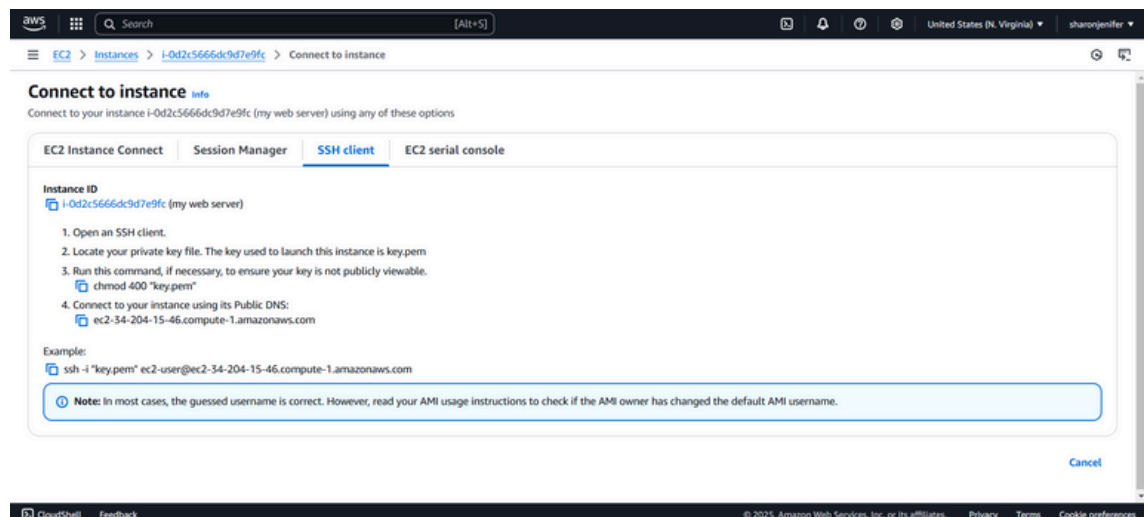 aws Search [Alt+S] United States (N. Virginia) sharonjenifer
EC2 > Instances > i-0d2c5666dc9d7e9fc > Connect to instance
Connect to instance Info
Connect to your instance i-0d2c5666dc9d7e9fc (my web server) using any of these options
EC2 Instance Connect Session Manager SSH client EC2 serial console
Instance ID
i-0d2c5666dc9d7e9fc (my web server)
1. Open an SSH client.
2. Locate your private key file. The key used to launch this instance is key.pem
3. Run this command, if necessary, to ensure your key is not publicly viewable.
chmod 400 "key.pem"
4. Connect to your instance using its Public DNS:
ec2-34-204-15-46.compute-1.amazonaws.com
Example:
ssh -i "key.pem" ec2-user@ec2-34-204-15-46.compute-1.amazonaws.com
Note: In most cases, the guessed username is correct. However, read your AMI usage instructions to check if the AMI owner has changed the default AMI username.
Cancel
CloudShell Feedback © 2025, Amazon Web Services, Inc. or its affiliates. Privacy Terms Cookie preferences